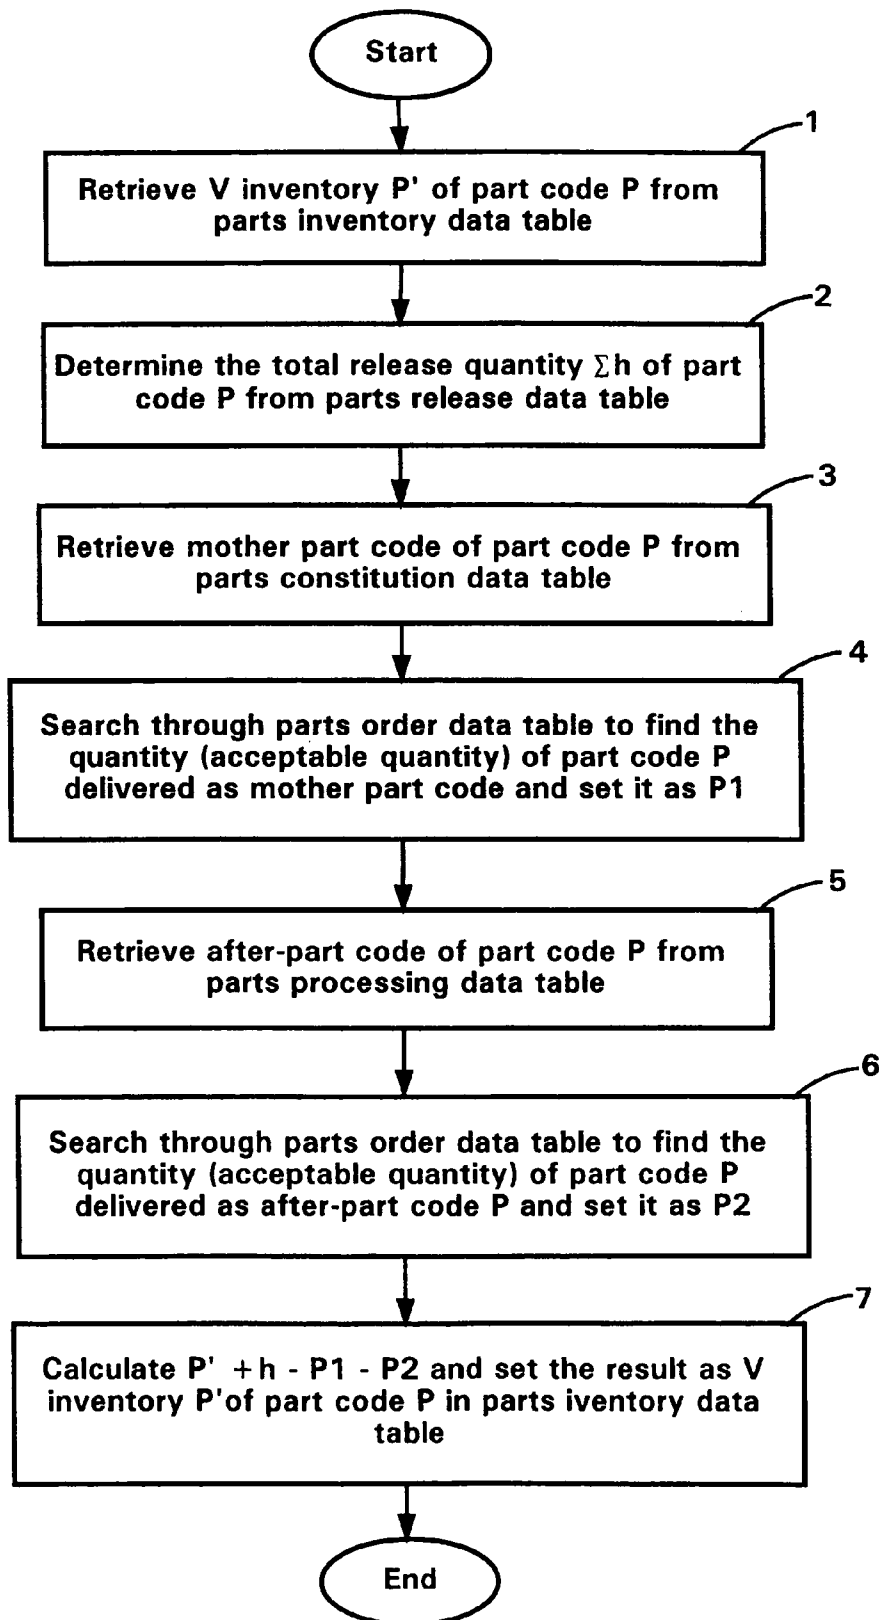 Start
1
Retrieve V inventory P' of part code P from
parts inventory data table
2
Determine the total release quantity Σh of part
code P from parts release data table
3
Retrieve mother part code of part code P from
parts constitution data table
4
Search through parts order data table to find the
quantity (acceptable quantity) of part code P
delivered as mother part code and set it as P1
5
Retrieve after-part code of part code P from
parts processing data table
6
Search through parts order data table to find the
quantity (acceptable quantity) of part code P
delivered as after-part code P and set it as P2
7
Calculate P' +h - P1 - P2 and set the result as V
inventory P'of part code P in parts iventory data
table
End